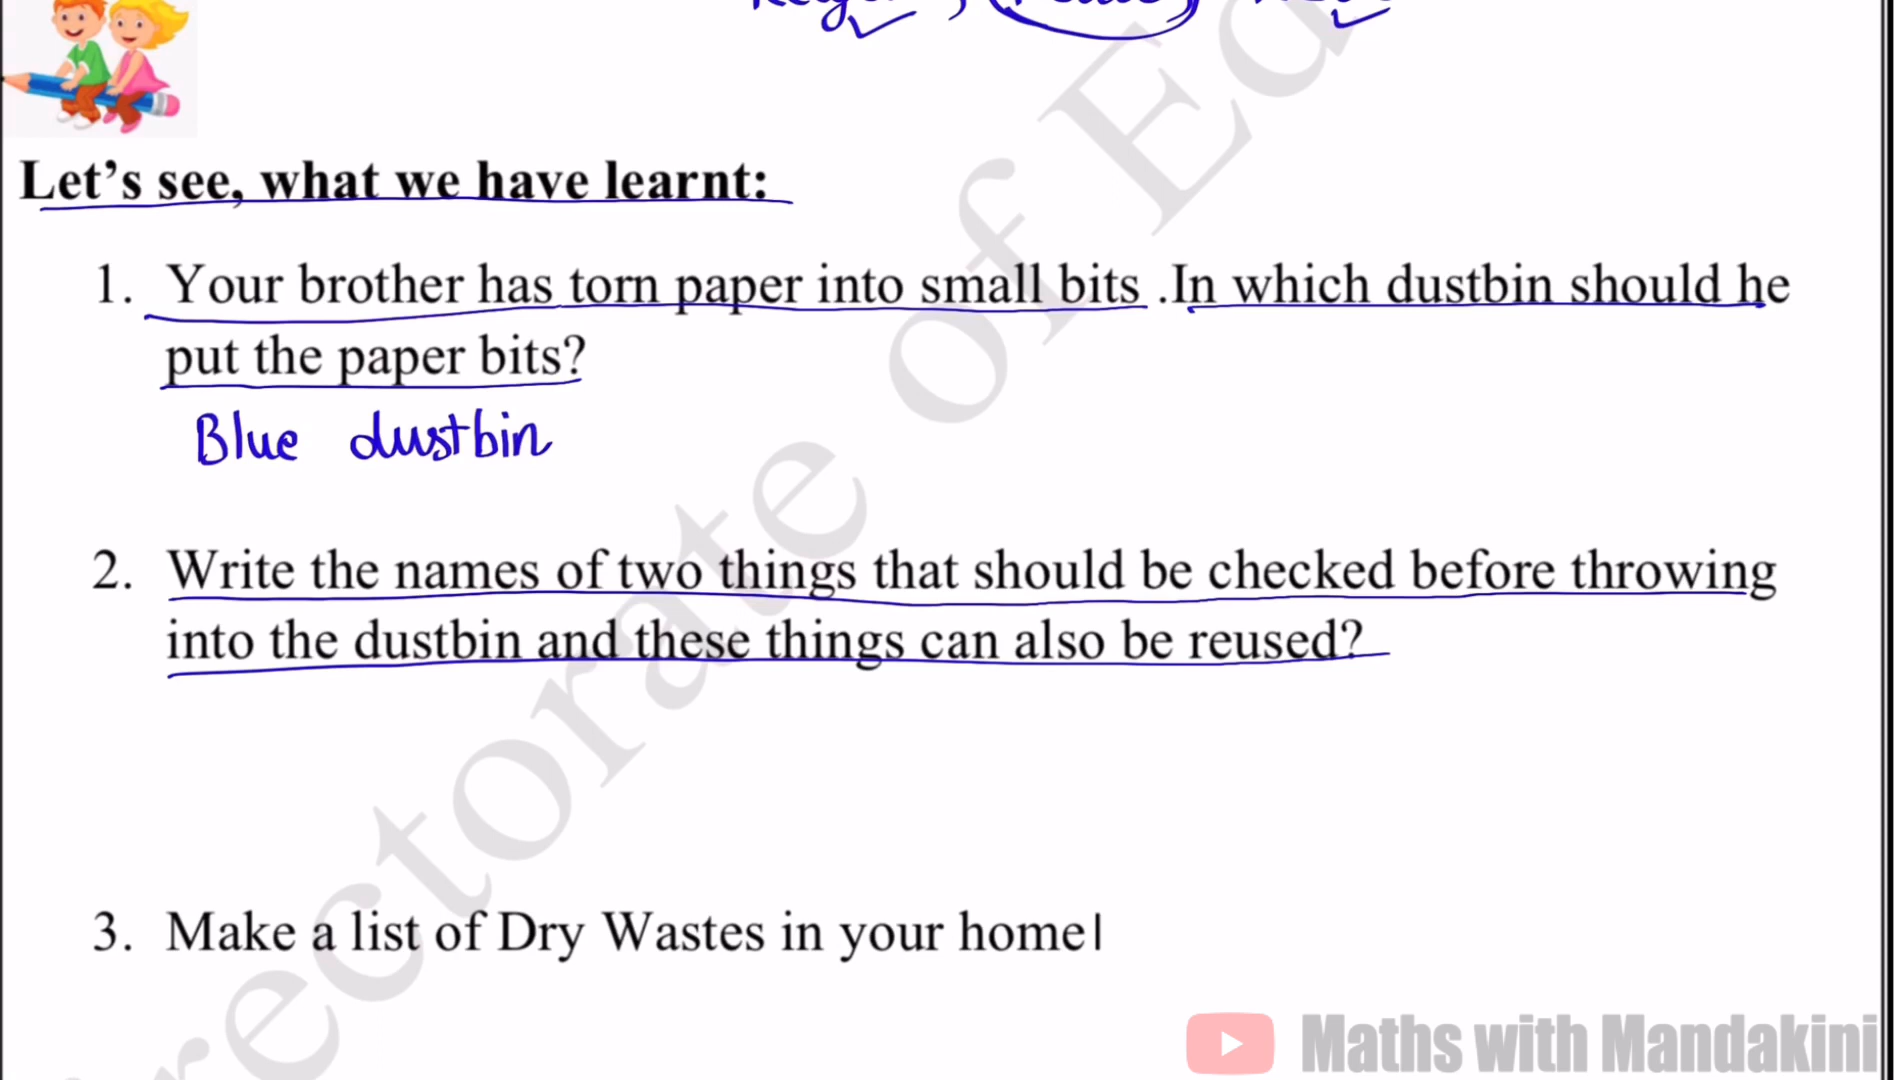 Let’s see, what we have learnt:
1. Your brother has torn paper into small bits .In which dustbin should he
put the paper bits?
Blue dustbin
2. Write the names of two things that should be checked before throwing
into the dustbin and these things can also be reused?
3. Make a list of Dry Wastes in your home|
rectorate of Ed
Maths with Mandakini